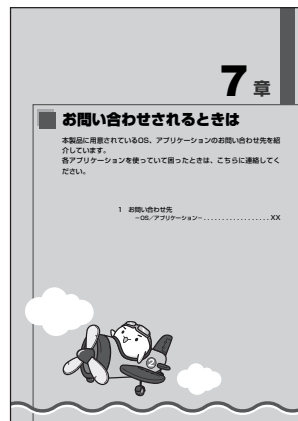 7章
お問い合わせされるときは
本製品に用意されているOS、アプリケーションのお問い合わせ先を紹
介しています。
各アプリケーションを使っていて困ったときは、こちらに連絡してく
ださい。
1 お問い合わせ先
－OS／アプリケーション－..................XX
②